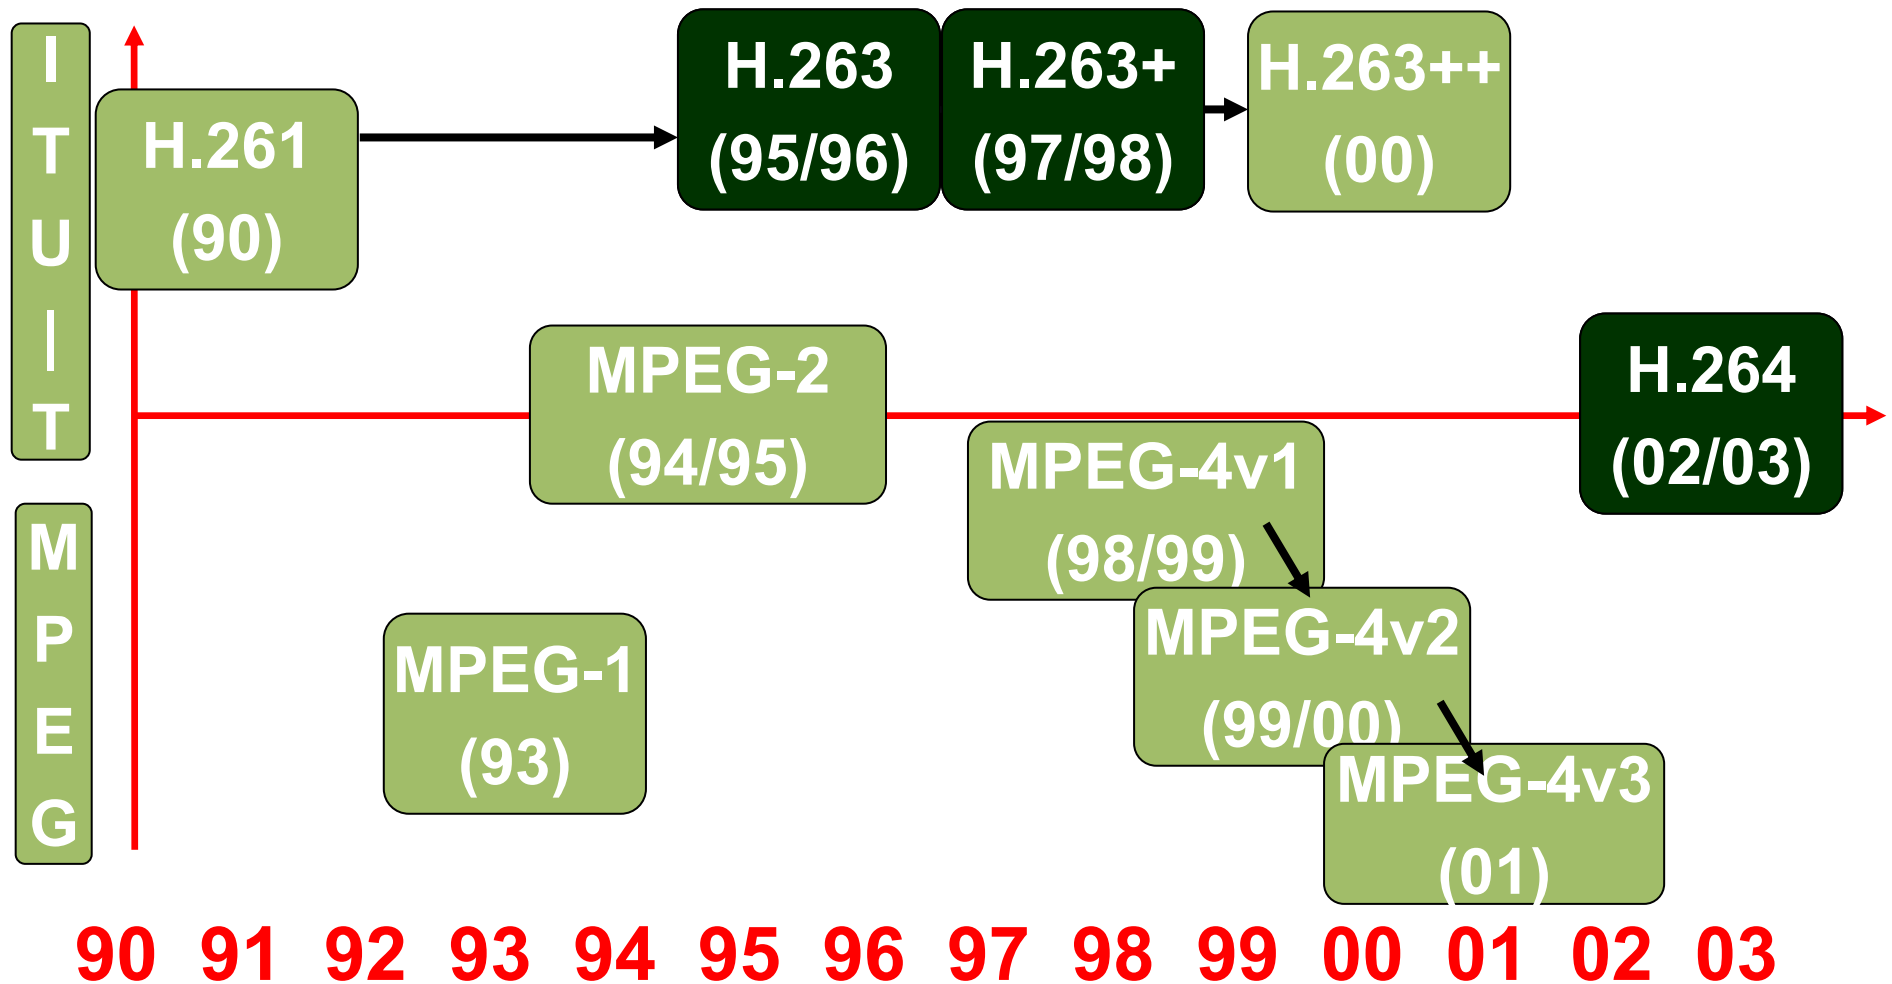 ITU|T
H.261
(90)
H.263
(95/96)
H.263+
(97/98)
H.263++
(00)
MPEG-2
(94/95)
H.264
(02/03)
MPEG
MPEG-4v1
(98/99)
MPEG-1
(93)
MPEG-4v2
(99/00)
MPEG-4v3
(01)
90 91 92 93 94 95 96 97 98 99 00 01 02 03